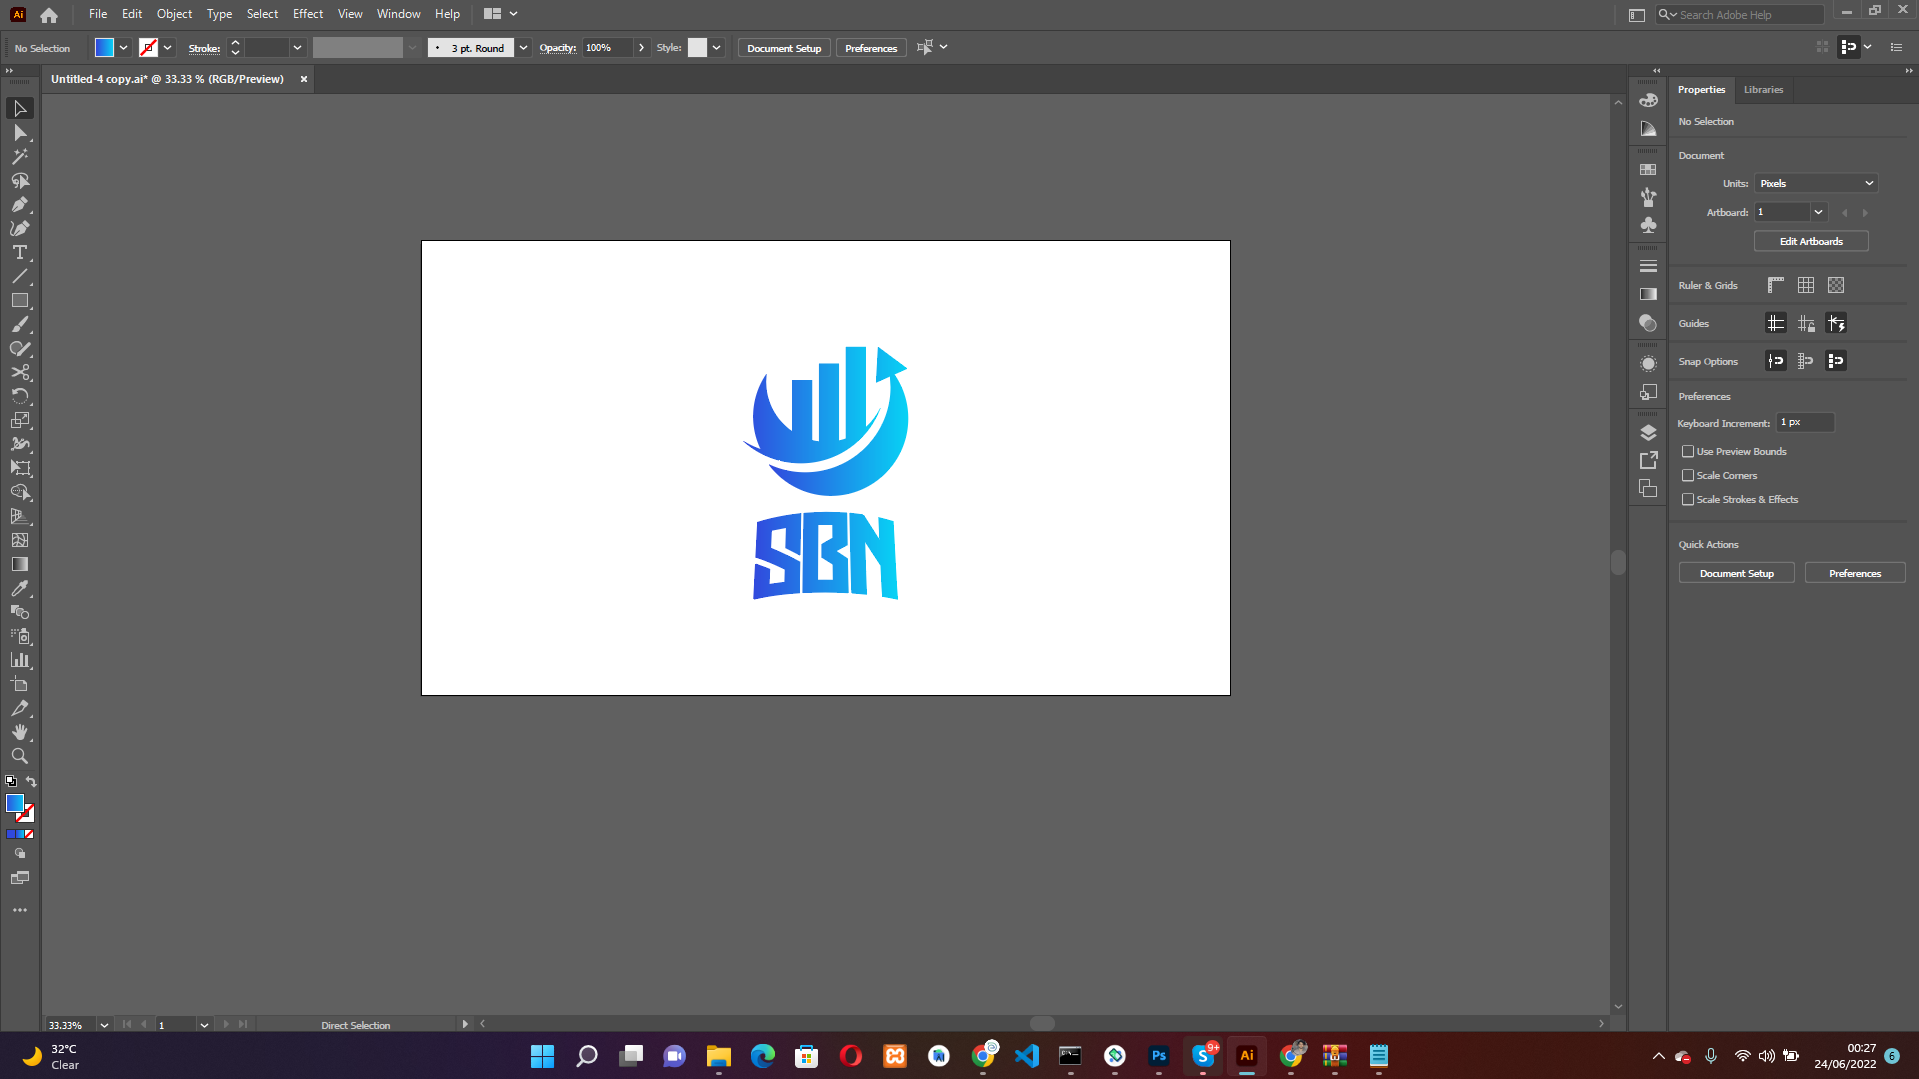 Ai File Edit Object Type Select Effect View Window Help Search Adobe Help
No Selection Stroke: 3 pt. Round Opacity: 100% Style: Document Setup Preferences
Untitled-4 copy.ai* @ 33.33 % (RGB/Preview)
Properties Libraries
No Selection
Document
Units: Pixels
Artboard: 1
Edit Artboards
Ruler & Grids
Guides
Snap Options
Preferences
Keyboard Increment: 1 px
Use Preview Bounds
Scale Corners
Scale Strokes & Effects
Quick Actions
Document Setup Preferences
SBN
33.33% 1 Direct Selection
32°C
Clear
Ps S 9+ Ai
00:27
24/06/2022
6